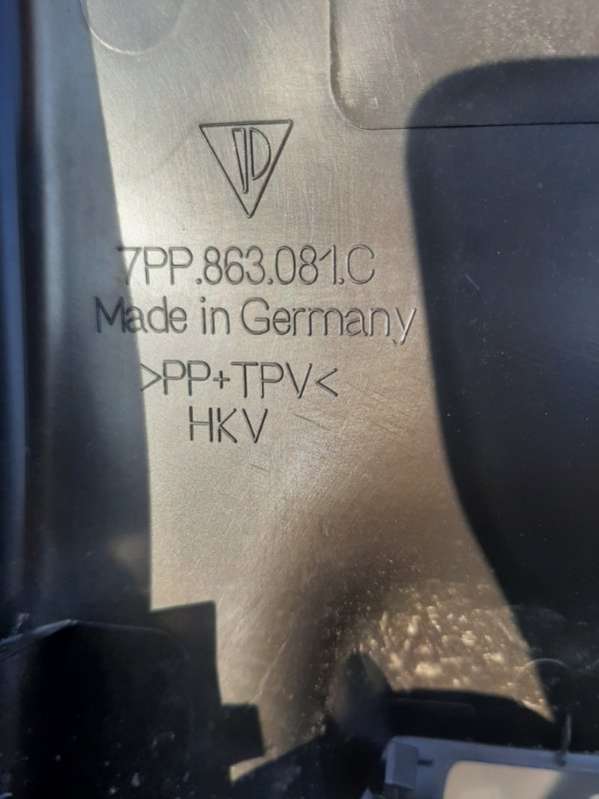 7PP.863.081.C
Made in Germany
>PP+TPV<
HKV